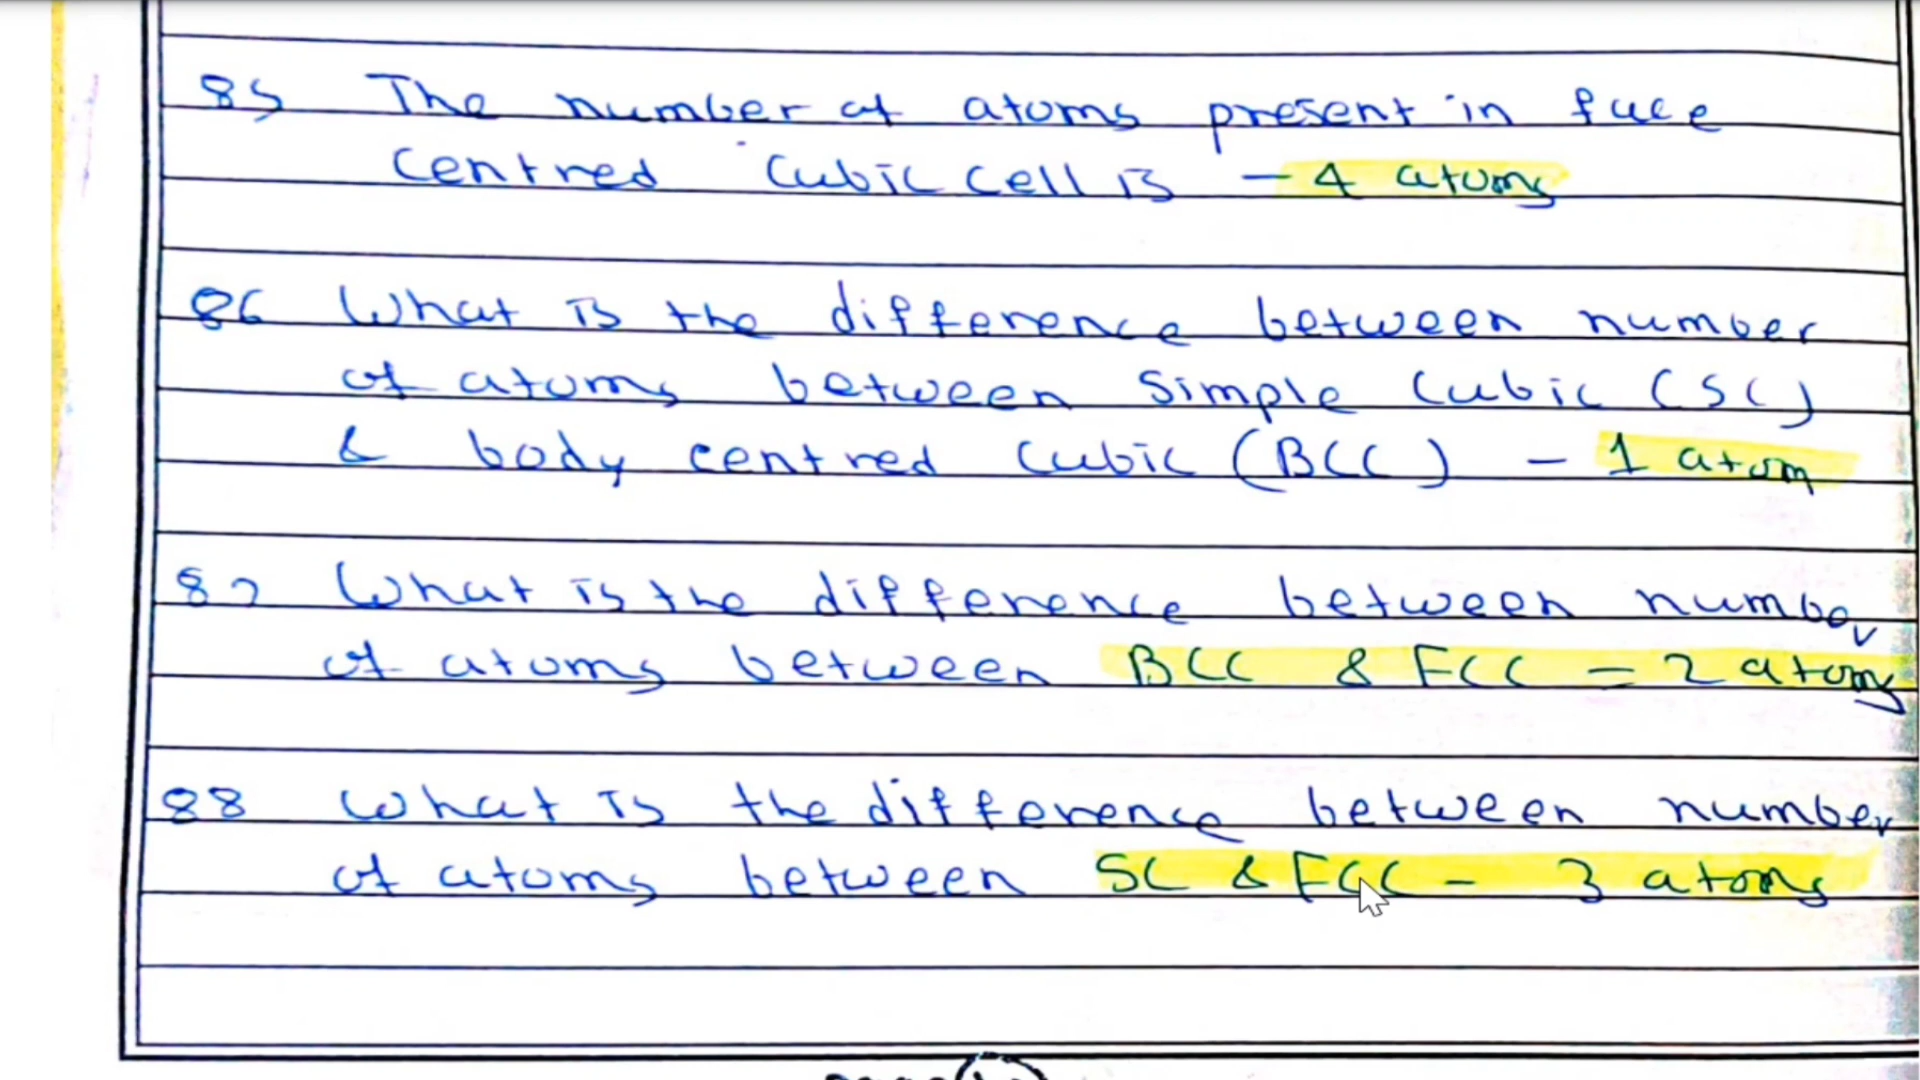 85 The number of atoms present in face
centred cubic cell is - 4 atoms
86 What is the difference between number
of atoms between Simple cubic (SC)
& body centred cubic (BCC) - 1 atom
87 What is the difference between number
of atoms between BCC & FCC - 2 atoms
88 What is the difference between number
of atoms between SC & FCC - 3 atoms